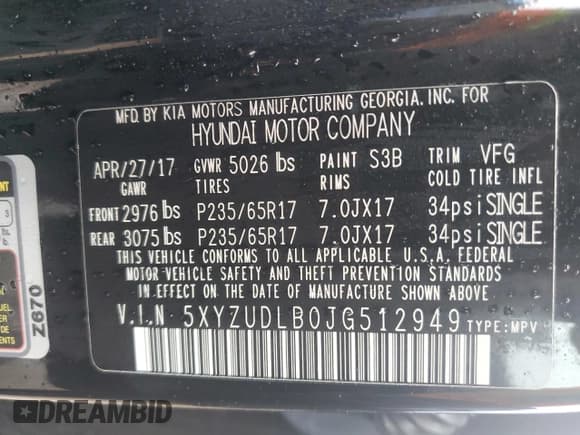 MFD. BY KIA MOTORS MANUFACTURING GEORGIA. INC. FOR
HYUNDAI MOTOR COMPANY
APR/27/17 GVWR 5026 lbs PAINT S3B TRIM VFG
GAWR TIRES RIMS COLD TIRE INFL
FRONT 2976 lbs P235/65R17 7.0JX17 34psi SINGLE
REAR 3075 lbs P235/65R17 7.0JX17 34psi SINGLE
THIS VEHICLE CONFORMS TO ALL APPLICABLE U.S.A. FEDERAL
MOTOR VEHICLE SAFETY AND THEFT PREVENTION STANDARDS
IN EFFECT ON THE DATE OF MANUFACTURE SHOWN ABOVE.
V.I.N 5XYZUDLB0JG512949 TYPE:MPV
Z670
DREAMBID